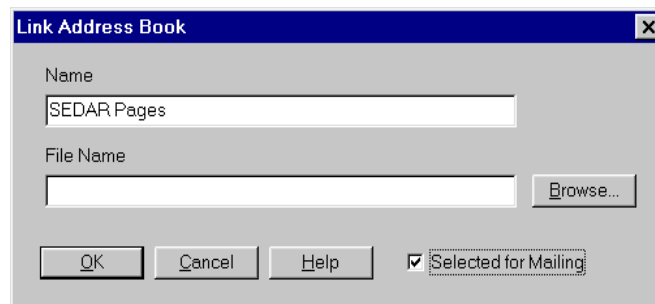 Link Address Book
Name
SEDAR Pages
File Name
Browse...
OK Cancel Help Selected for Mailing